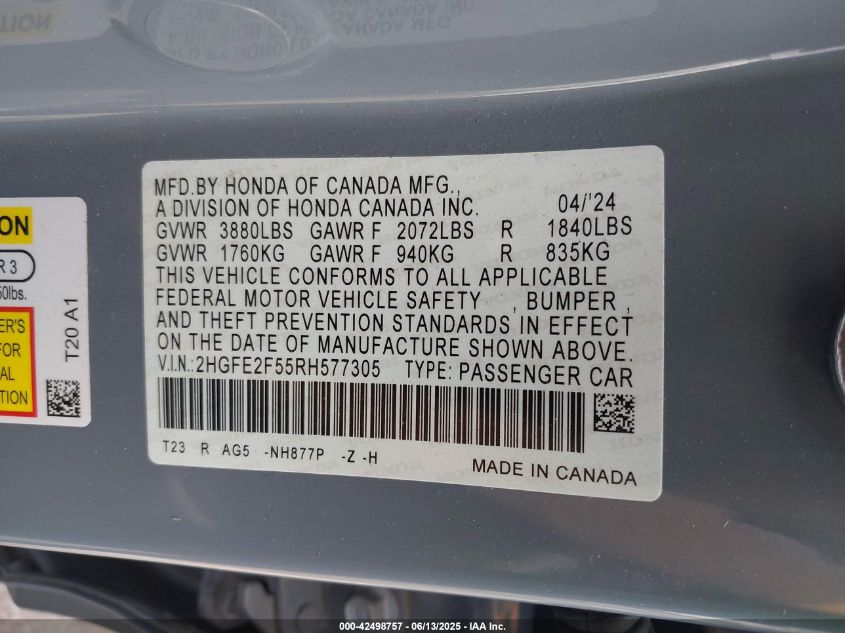 MFD.BY HONDA OF CANADA MFG.,
A DIVISION OF HONDA CANADA INC. 04/'24
GVWR 3880LBS GAWR F 2072LBS R 1840LBS
GVWR 1760KG GAWR F 940KG R 835KG
THIS VEHICLE CONFORMS TO ALL APPLICABLE
FEDERAL MOTOR VEHICLE SAFETY , BUMPER ,
AND THEFT PREVENTION STANDARDS IN EFFECT
ON THE DATE OF MANUFACTURE SHOWN ABOVE.
V.I.N.:2HGFE2F55RH577305 TYPE: PASSENGER CAR
T23 R AG5 -NH877P -Z -H
MADE IN CANADA
R 3
T20 A1
FOR
000-42498757 - 06/13/2025 - IAA Inc.